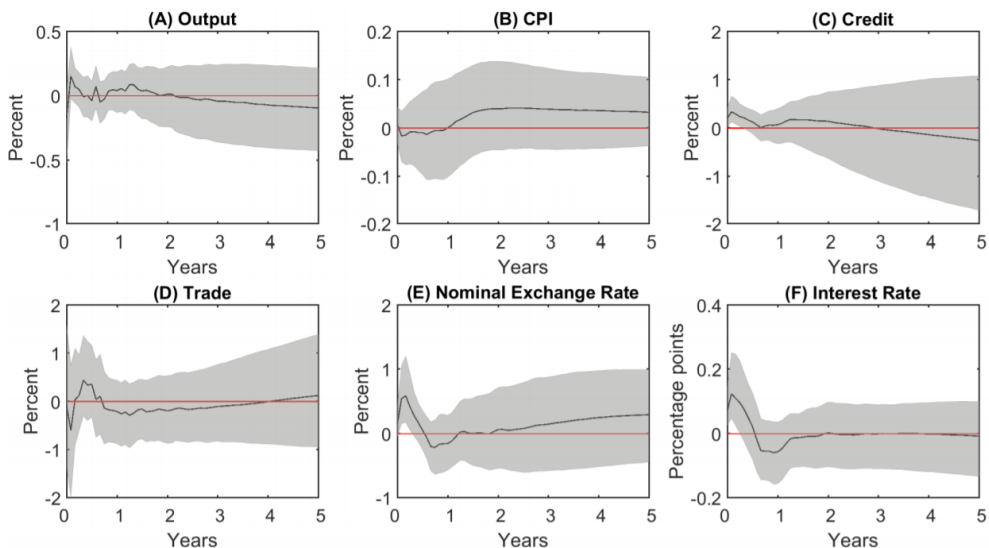 (A) Output
Percent
0.5
0
-0.5
-1
0 1 2 3 4 5
Years
(B) CPI
Percent
0.2
0.1
0
-0.1
-0.2
0 1 2 3 4 5
Years
(C) Credit
Percent
2
1
0
-1
-2
0 1 2 3 4 5
Years
(D) Trade
Percent
2
1
0
-1
-2
0 1 2 3 4 5
Years
(E) Nominal Exchange Rate
Percent
2
1
0
-1
0 1 2 3 4 5
Years
(F) Interest Rate
Percentage points
0.4
0.2
0
-0.2
0 1 2 3 4 5
Years